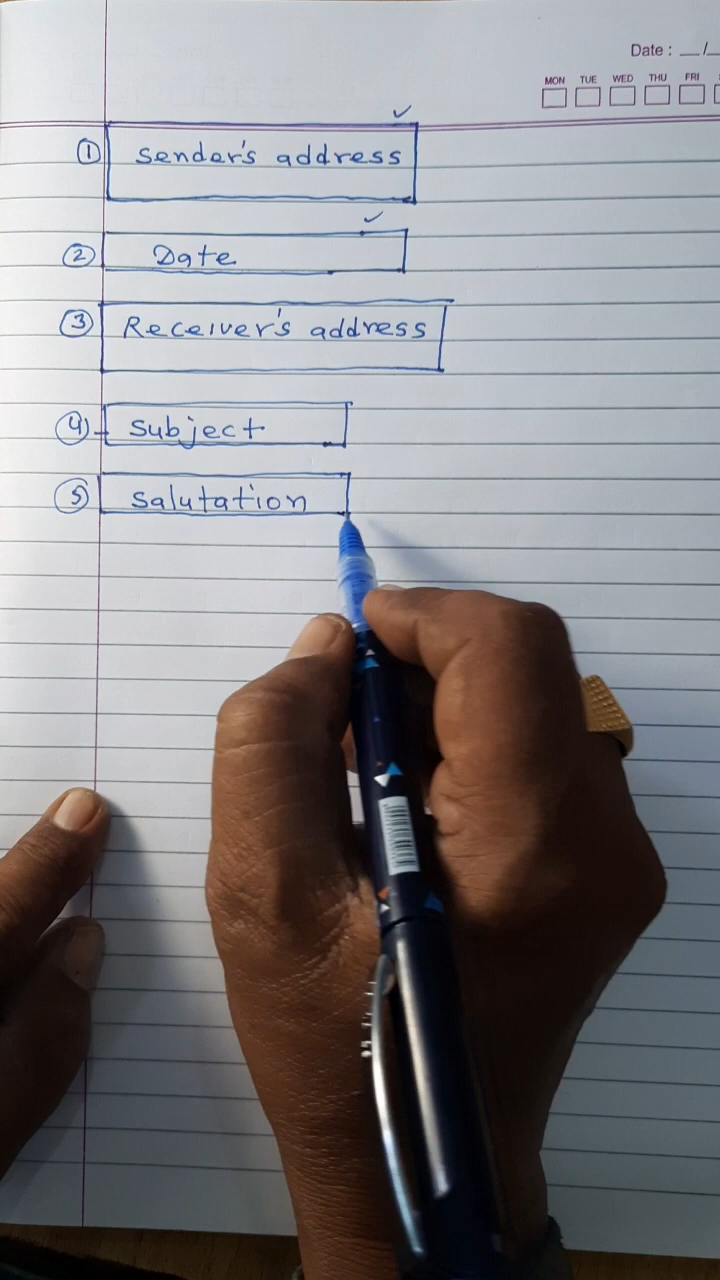 Date : __/__
MON TUE WED THU FRI
① Sender's address
② Date
③ Receiver's address
④ Subject
⑤ Salutation